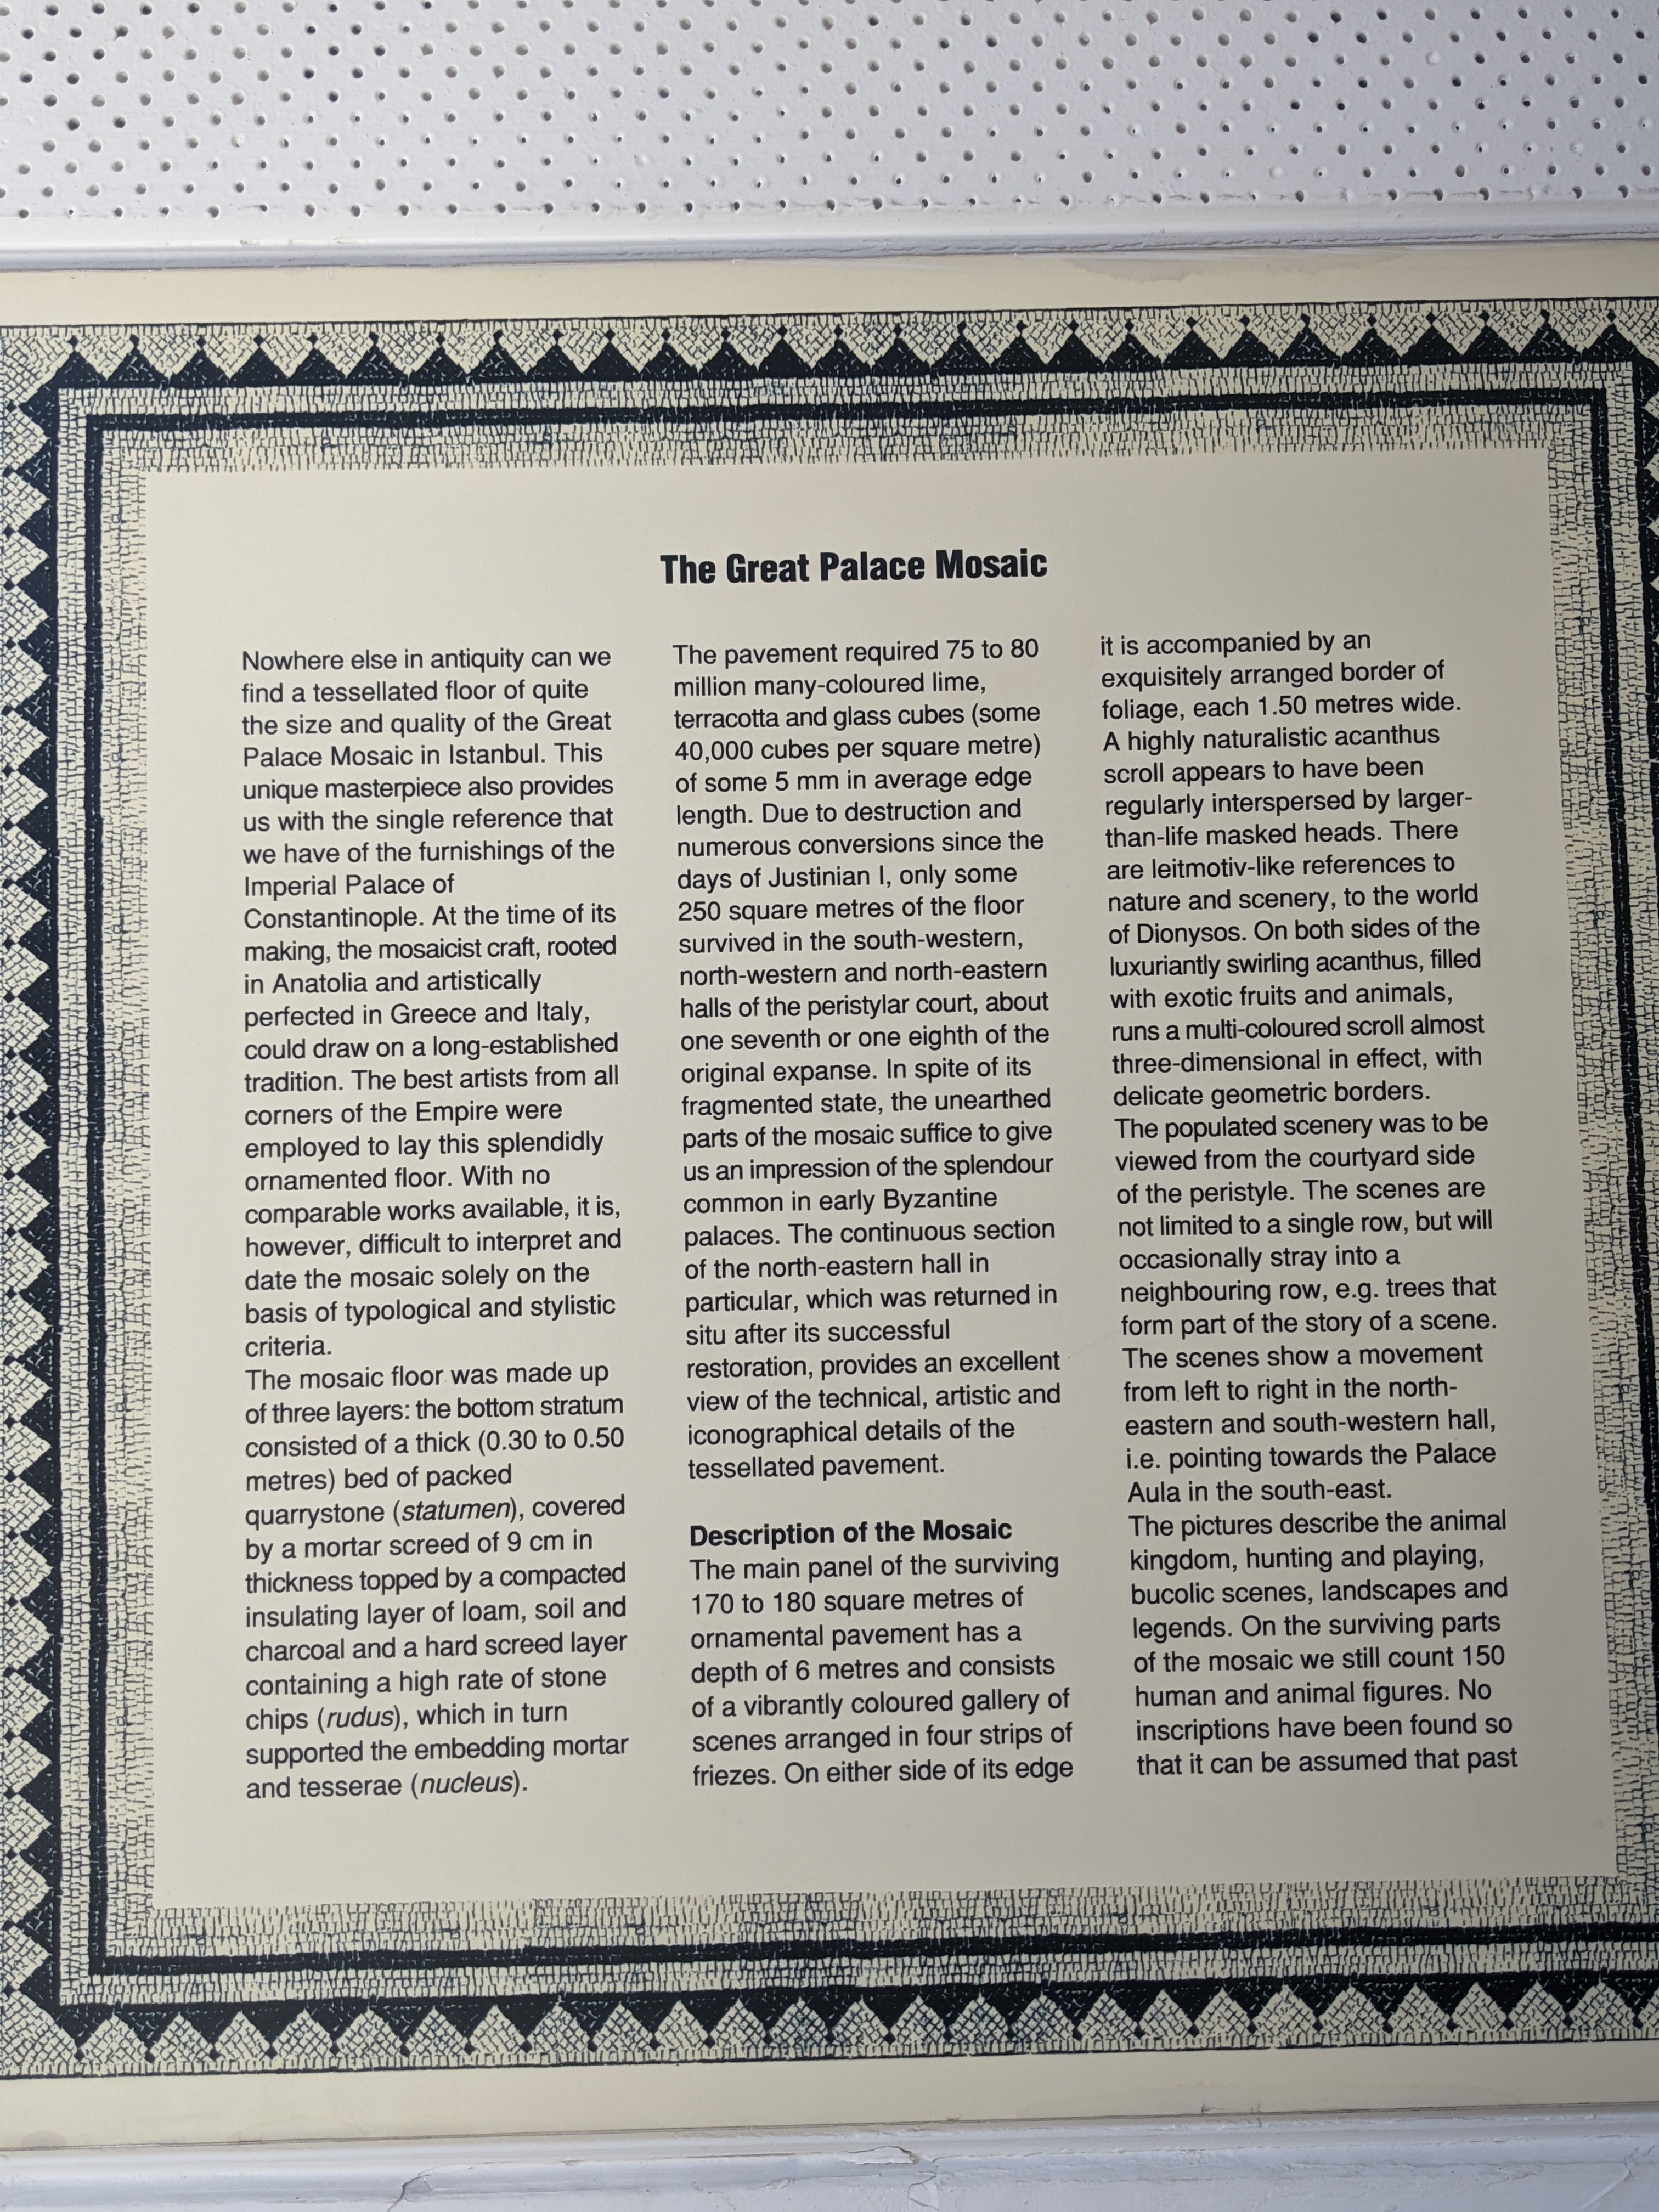 The Great Palace Mosaic
Nowhere else in antiquity can we
find a tessellated floor of quite
the size and quality of the Great
Palace Mosaic in Istanbul. This
unique masterpiece also provides
us with the single reference that
we have of the furnishings of the
Imperial Palace of
Constantinople. At the time of its
making, the mosaicist craft, rooted
in Anatolia and artistically
perfected in Greece and Italy,
could draw on a long-established
tradition. The best artists from all
corners of the Empire were
employed to lay this splendidly
ornamented floor. With no
comparable works available, it is,
however, difficult to interpret and
date the mosaic solely on the
basis of typological and stylistic
criteria.
The mosaic floor was made up
of three layers: the bottom stratum
consisted of a thick (0.30 to 0.50
metres) bed of packed
quarrystone (statumen), covered
by a mortar screed of 9 cm in
thickness topped by a compacted
insulating layer of loam, soil and
charcoal and a hard screed layer
containing a high rate of stone
chips (rudus), which in turn
supported the embedding mortar
and tesserae (nucleus).
The pavement required 75 to 80
million many-coloured lime,
terracotta and glass cubes (some
40,000 cubes per square metre)
of some 5 mm in average edge
length. Due to destruction and
numerous conversions since the
days of Justinian I, only some
250 square metres of the floor
survived in the south-western,
north-western and north-eastern
halls of the peristylar court, about
one seventh or one eighth of the
original expanse. In spite of its
fragmented state, the unearthed
parts of the mosaic suffice to give
us an impression of the splendour
common in early Byzantine
palaces. The continuous section
of the north-eastern hall in
particular, which was returned in
situ after its successful
restoration, provides an excellent
view of the technical, artistic and
iconographical details of the
tessellated pavement.
Description of the Mosaic
The main panel of the surviving
170 to 180 square metres of
ornamental pavement has a
depth of 6 metres and consists
of a vibrantly coloured gallery of
scenes arranged in four strips of
friezes. On either side of its edge
it is accompanied by an
exquisitely arranged border of
foliage, each 1.50 metres wide.
A highly naturalistic acanthus
scroll appears to have been
regularly interspersed by larger-
than-life masked heads. There
are leitmotiv-like references to
nature and scenery, to the world
of Dionysos. On both sides of the
luxuriantly swirling acanthus, filled
with exotic fruits and animals,
runs a multi-coloured scroll almost
three-dimensional in effect, with
delicate geometric borders.
The populated scenery was to be
viewed from the courtyard side
of the peristyle. The scenes are
not limited to a single row, but will
occasionally stray into a
neighbouring row, e.g. trees that
form part of the story of a scene.
The scenes show a movement
from left to right in the north-
eastern and south-western hall,
i.e. pointing towards the Palace
Aula in the south-east.
The pictures describe the animal
kingdom, hunting and playing,
bucolic scenes, landscapes and
legends. On the surviving parts
of the mosaic we still count 150
human and animal figures. No
inscriptions have been found so
that it can be assumed that past